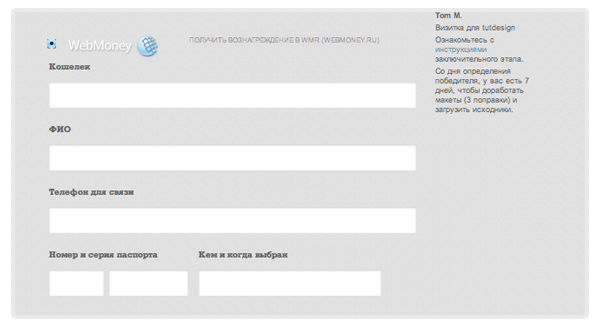 WebMoney
ПОЛУЧИТЬ ВОЗНАГРЕЖДЕНИЕ В WMR (WEBMONEY.RU)
Кошелек
ФИО
Телефон для связи
Номер и серия паспорта
Кем и когда выбран
Tom M.
Визитка для tutdesign
Ознакомьтесь с
инструкциями
заключительного этапа.
Со дня определения
победителя, у вас есть 7
дней, чтобы доработать
макеты (3 поправки) и
загрузить исходники.